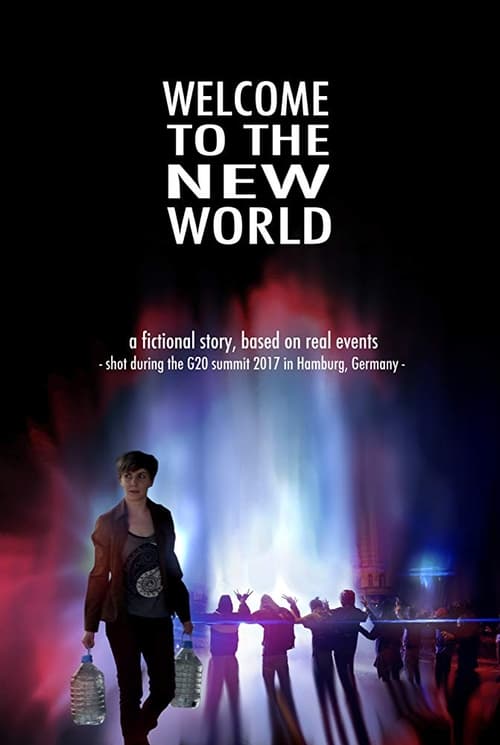 WELCOME
TO THE
NEW
WORLD
a fictional story, based on real events
- shot during the G20 summit 2017 in Hamburg, Germany -